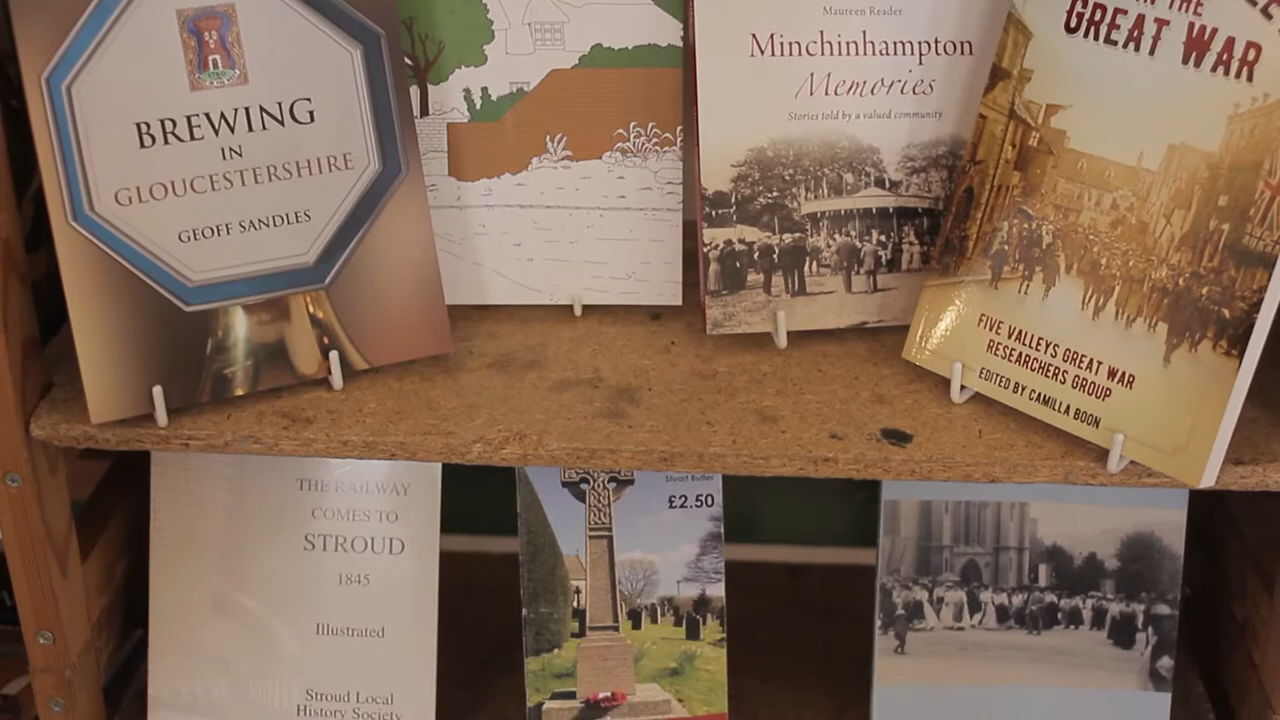 BREWING
IN
GLOUCESTERSHIRE
GEOFF SANDLES
Maureen Reader
Minchinhampton
Memories
Stories told by a valued community
IN THE
GREAT WAR
FIVE VALLEYS GREAT WAR
RESEARCHERS GROUP
EDITED BY CAMILLA BOON
THE RAILWAY
COMES TO
STROUD
1845
Illustrated
Stroud Local
History Society
Stuart Butler
£2.50